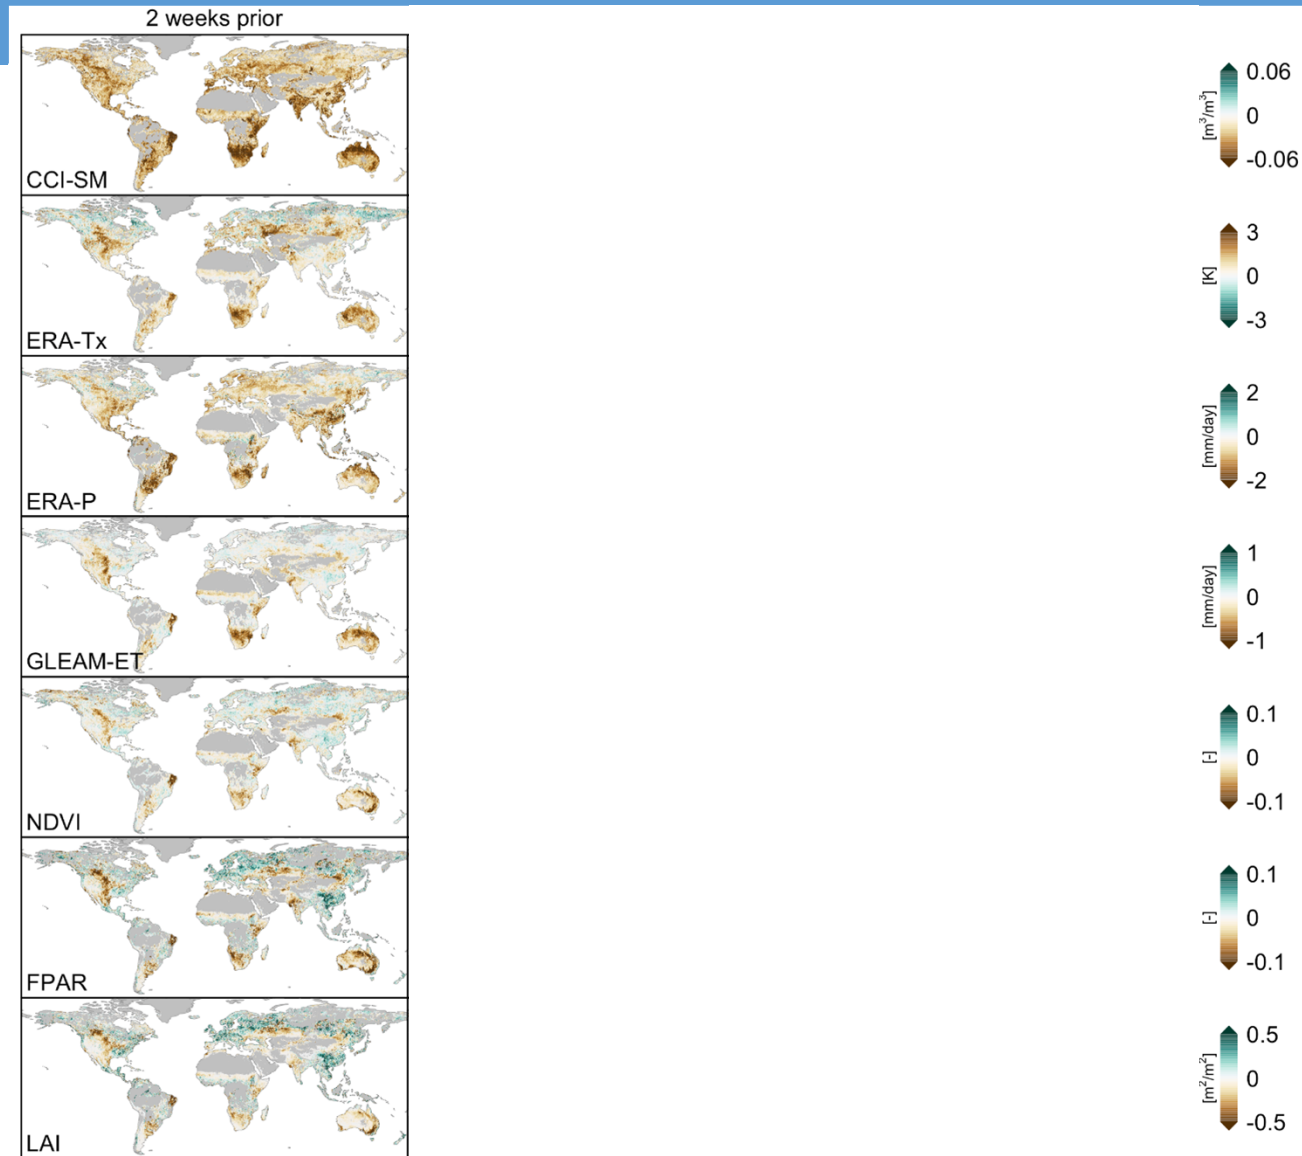 2 weeks prior
CCI-SM
[m³/m³]
0.06
0
-0.06
ERA-Tx
[K]
3
0
-3
ERA-P
[mm/day]
2
0
-2
GLEAM-ET
[mm/day]
1
0
-1
NDVI
[-]
0.1
0
-0.1
FPAR
[-]
0.1
0
-0.1
LAI
[m²/m²]
0.5
0
-0.5